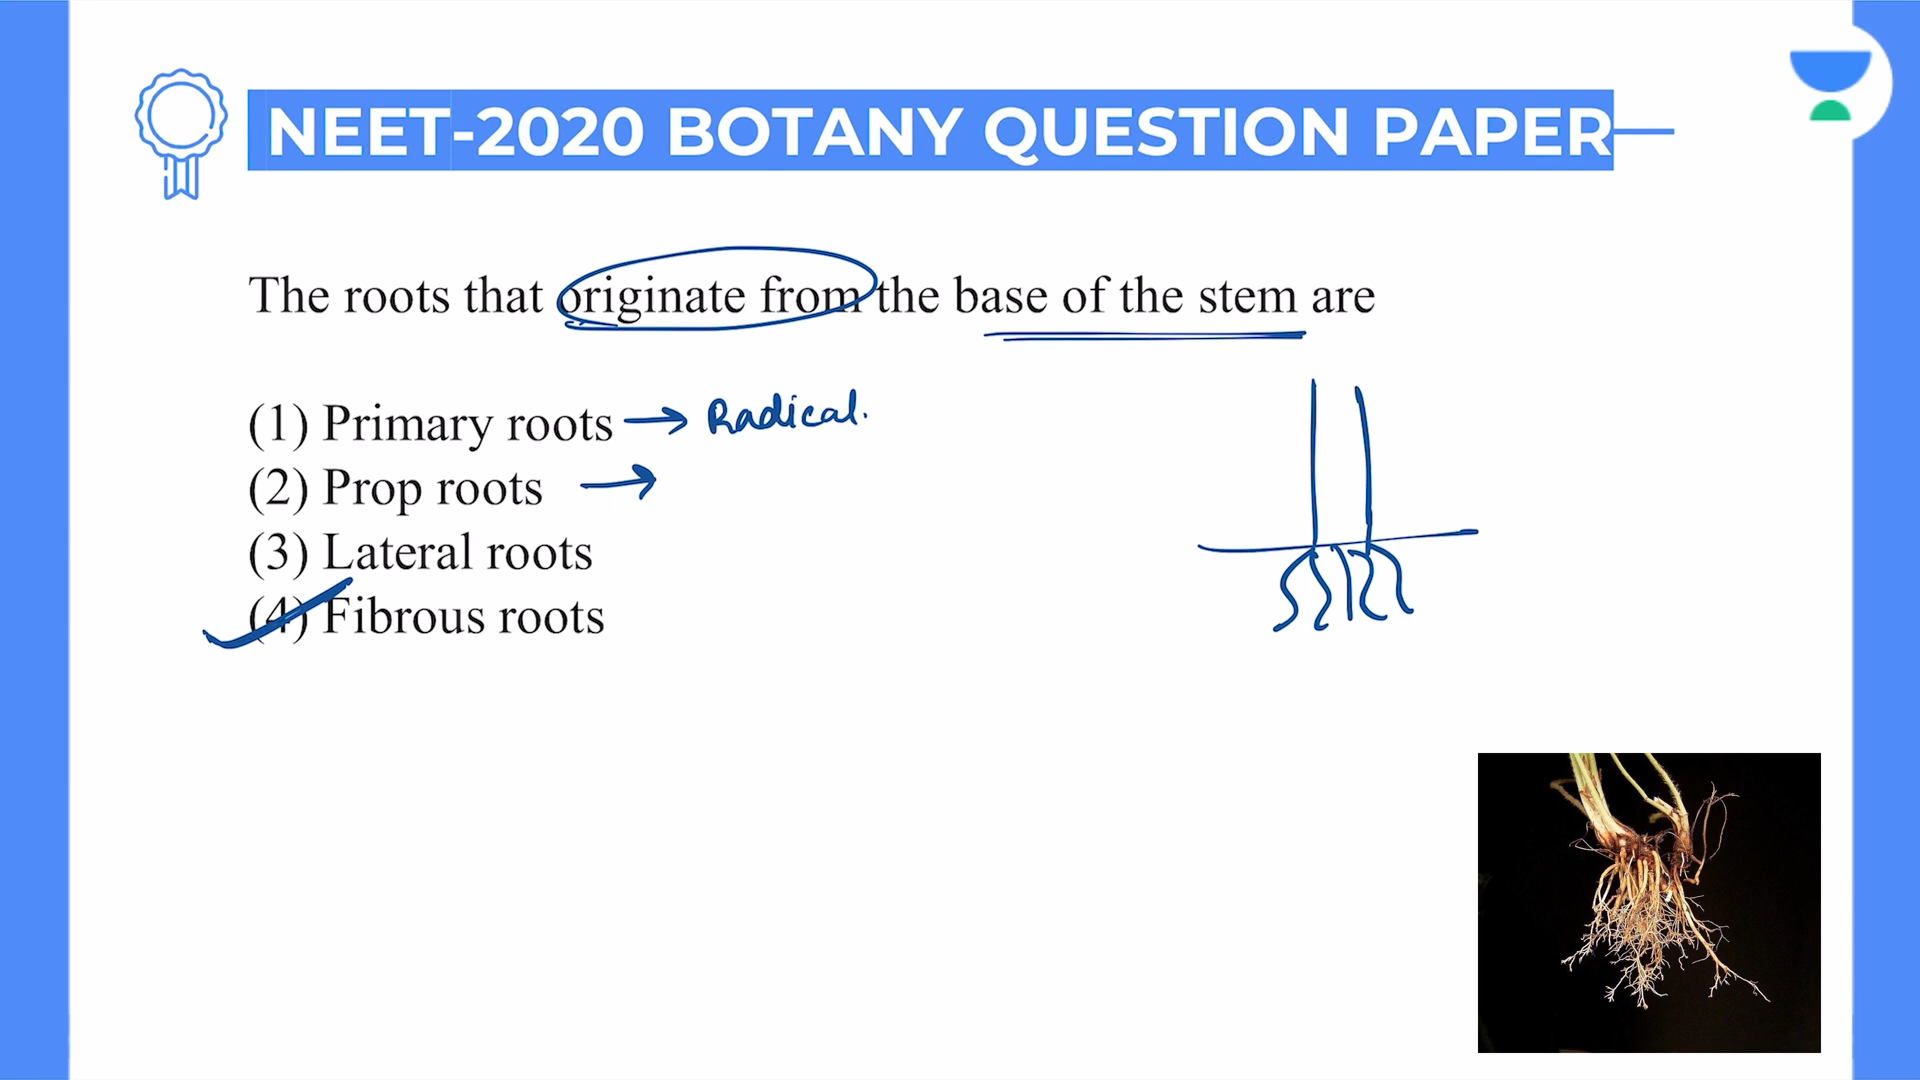 NEET-2020 BOTANY QUESTION PAPER
The roots that originate from the base of the stem are
(1) Primary roots → Radical.
(2) Prop roots →
(3) Lateral roots
(4) Fibrous roots